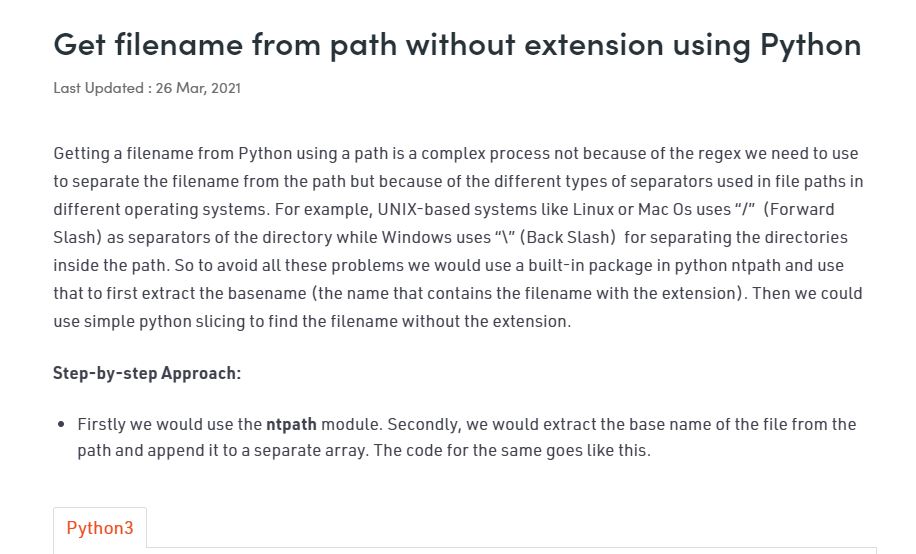 Get filename from path without extension using Python
Last Updated : 26 Mar, 2021
Getting a filename from Python using a path is a complex process not because of the regex we need to use
to separate the filename from the path but because of the different types of separators used in file paths in
different operating systems. For example, UNIX-based systems like Linux or Mac Os uses “/”  (Forward
Slash) as separators of the directory while Windows uses “\” (Back Slash)  for separating the directories
inside the path. So to avoid all these problems we would use a built-in package in python ntpath and use
that to first extract the basename (the name that contains the filename with the extension). Then we could
use simple python slicing to find the filename without the extension.
Step-by-step Approach:
• Firstly we would use the ntpath module. Secondly, we would extract the base name of the file from the
path and append it to a separate array. The code for the same goes like this.
Python3